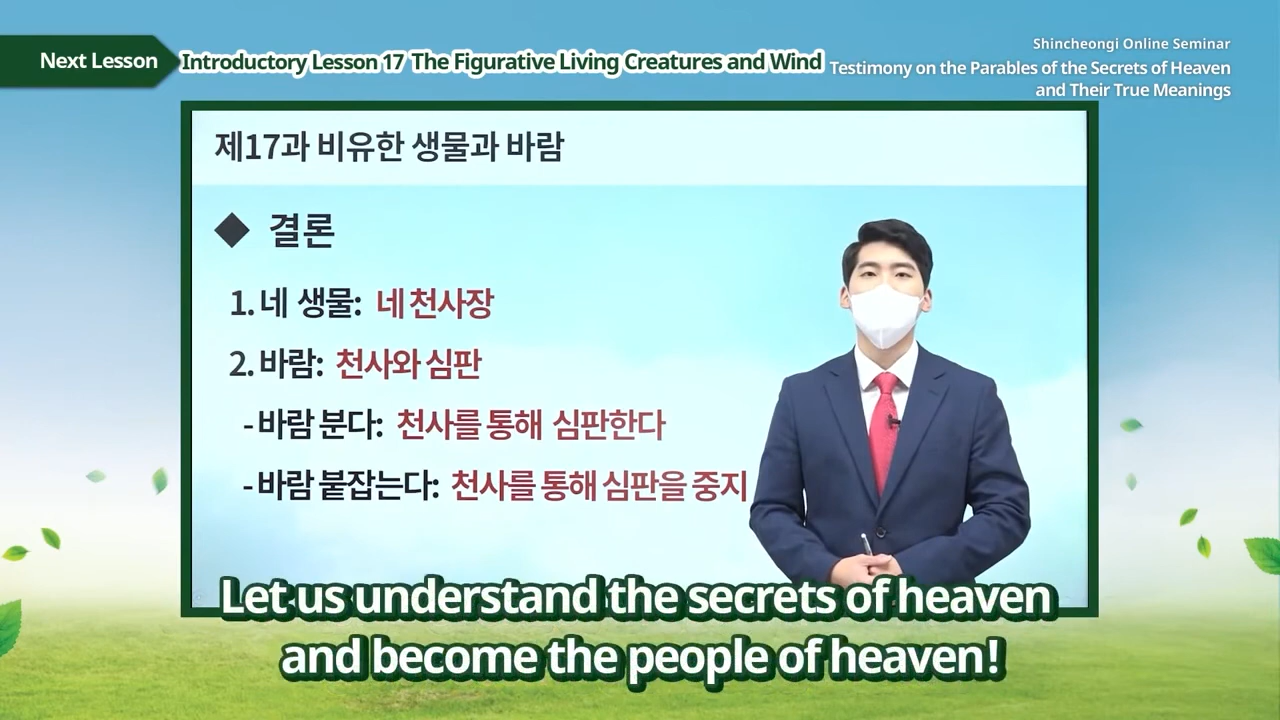 Next Lesson
Introductory Lesson 17 The Figurative Living Creatures and Wind
Shincheongi Online Seminar
Testimony on the Parables of the Secrets of Heaven
and Their True Meanings
제17과 비유한 생물과 바람
◆ 결론
1. 네 생물: 네 천사장
2. 바람: 천사와 심판
- 바람 분다: 천사를 통해 심판한다
- 바람 붙잡는다: 천사를 통해 심판을 중지
Let us understand the secrets of heaven
and become the people of heaven!